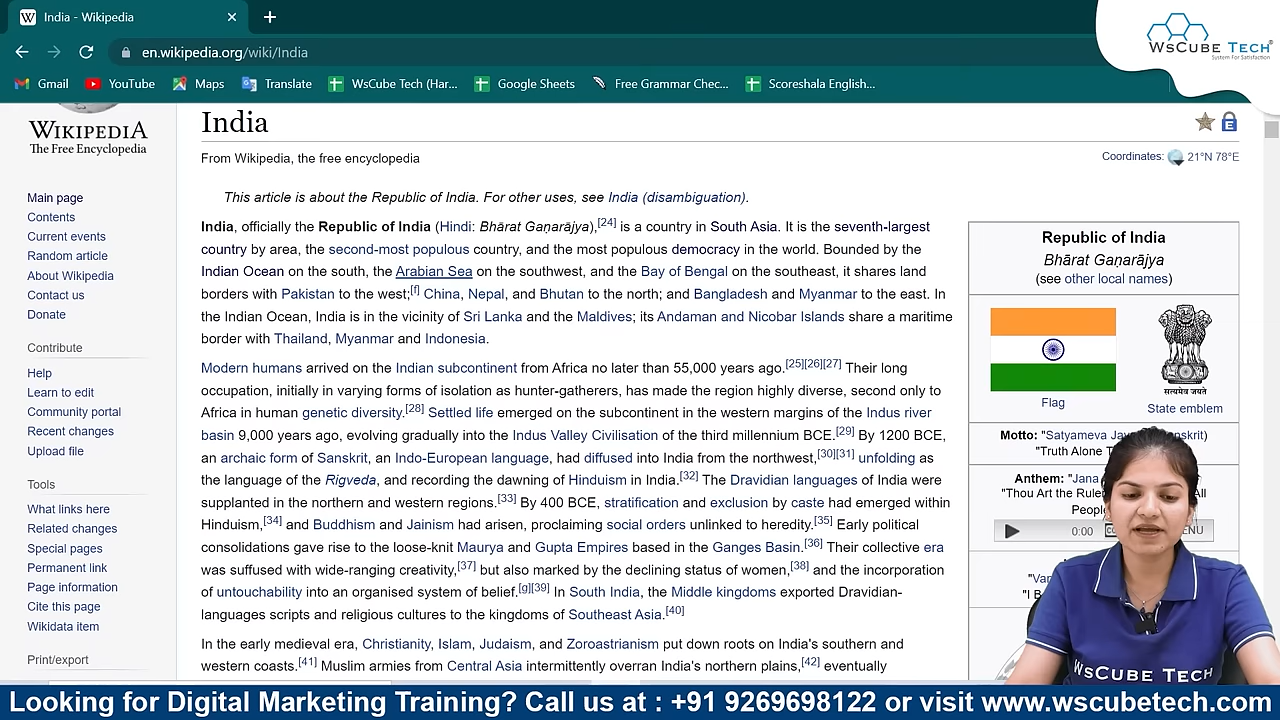 India - Wikipedia
en.wikipedia.org/wiki/India
Gmail YouTube Maps Translate WsCube Tech (Har... Google Sheets Free Grammar Chec... Scoreshala English...
WSCUBE TECH
System For Satisfaction
WIKIPEDIA
The Free Encyclopedia
Main page
Contents
Current events
Random article
About Wikipedia
Contact us
Donate
Contribute
Help
Learn to edit
Community portal
Recent changes
Upload file
Tools
What links here
Related changes
Special pages
Permanent link
Page information
Cite this page
Wikidata item
Print/export
India
From Wikipedia, the free encyclopedia
Coordinates: 21°N 78°E
This article is about the Republic of India. For other uses, see India (disambiguation).
India, officially the Republic of India (Hindi: Bhārat Gaṇarājya),[24] is a country in South Asia. It is the seventh-largest
country by area, the second-most populous country, and the most populous democracy in the world. Bounded by the
Indian Ocean on the south, the Arabian Sea on the southwest, and the Bay of Bengal on the southeast, it shares land
borders with Pakistan to the west;[f] China, Nepal, and Bhutan to the north; and Bangladesh and Myanmar to the east. In
the Indian Ocean, India is in the vicinity of Sri Lanka and the Maldives; its Andaman and Nicobar Islands share a maritime
border with Thailand, Myanmar and Indonesia.
Modern humans arrived on the Indian subcontinent from Africa no later than 55,000 years ago.[25][26][27] Their long
occupation, initially in varying forms of isolation as hunter-gatherers, has made the region highly diverse, second only to
Africa in human genetic diversity.[28] Settled life emerged on the subcontinent in the western margins of the Indus river
basin 9,000 years ago, evolving gradually into the Indus Valley Civilisation of the third millennium BCE.[29] By 1200 BCE,
an archaic form of Sanskrit, an Indo-European language, had diffused into India from the northwest,[30][31] unfolding as
the language of the Rigveda, and recording the dawning of Hinduism in India.[32] The Dravidian languages of India were
supplanted in the northern and western regions.[33] By 400 BCE, stratification and exclusion by caste had emerged within
Hinduism,[34] and Buddhism and Jainism had arisen, proclaiming social orders unlinked to heredity.[35] Early political
consolidations gave rise to the loose-knit Maurya and Gupta Empires based in the Ganges Basin.[36] Their collective era
was suffused with wide-ranging creativity,[37] but also marked by the declining status of women,[38] and the incorporation
of untouchability into an organised system of belief.[g][39] In South India, the Middle kingdoms exported Dravidian-
languages scripts and religious cultures to the kingdoms of Southeast Asia.[40]
In the early medieval era, Christianity, Islam, Judaism, and Zoroastrianism put down roots on India's southern and
western coasts.[41] Muslim armies from Central Asia intermittently overran India's northern plains,[42] eventually
Republic of India
Bhārat Gaṇarājya
(see other local names)
Flag
सत्यमेव जयते
State emblem
Motto: "Satyameva
"Truth Alone
Anthem: "Jana
"Thou Art the All
0:00
WSCUBE TECH
Looking for Digital Marketing Training? Call us at : +91 9269698122 or visit www.wscubetech.com